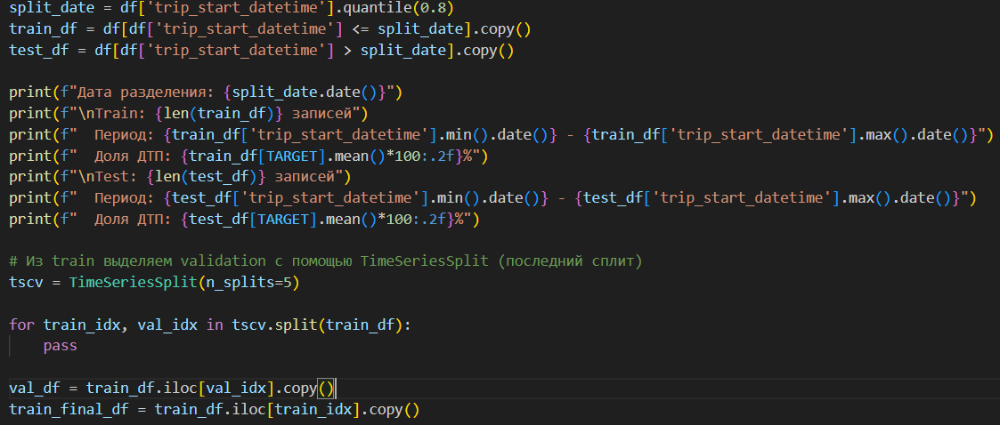 split_date = df['trip_start_datetime'].quantile(0.8)
train_df = df[df['trip_start_datetime'] <= split_date].copy()
test_df = df[df['trip_start_datetime'] > split_date].copy()
print(f"Дата разделения: {split_date.date()}")
print(f"\nTrain: {len(train_df)} записей")
print(f"  Период: {train_df['trip_start_datetime'].min().date()} - {train_df['trip_start_datetime'].max().date()}")
print(f"  Доля ДТП: {train_df[TARGET].mean()*100:.2f}%")
print(f"\nTest: {len(test_df)} записей")
print(f"  Период: {test_df['trip_start_datetime'].min().date()} - {test_df['trip_start_datetime'].max().date()}")
print(f"  Доля ДТП: {test_df[TARGET].mean()*100:.2f}%")
# Из train выделяем validation с помощью TimeSeriesSplit (последний сплит)
tscv = TimeSeriesSplit(n_splits=5)
for train_idx, val_idx in tscv.split(train_df):
    pass
val_df = train_df.iloc[val_idx].copy()
train_final_df = train_df.iloc[train_idx].copy()